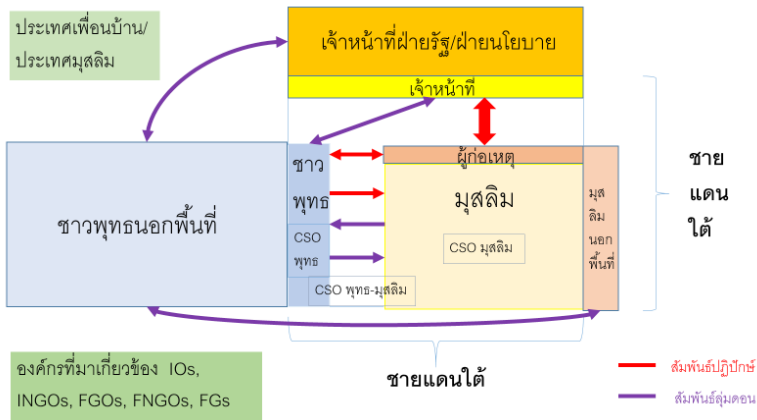 ประเทศเพื่อนบ้าน/
ประเทศมุสลิม
เจ้าหน้าที่ฝ่ายรัฐ/ฝ่ายนโยบาย
เจ้าหน้าที่
ชาวพุทธนอกพื้นที่
ชาว
พุทธ
CSO
พุทธ
ผู้ก่อเหตุ
มุสลิม
CSO มุสลิม
CSO พุทธ-มุสลิม
มุส
ลิม
นอก
พื้นที่
ชาย
แดน
ใต้
ชายแดนใต้
องค์กรที่มาเกี่ยวข้อง IOs,
INGOs, FGOs, FNGOs, FGs
สัมพันธ์ปฏิปักษ์
สัมพันธ์ลุ่มดอน